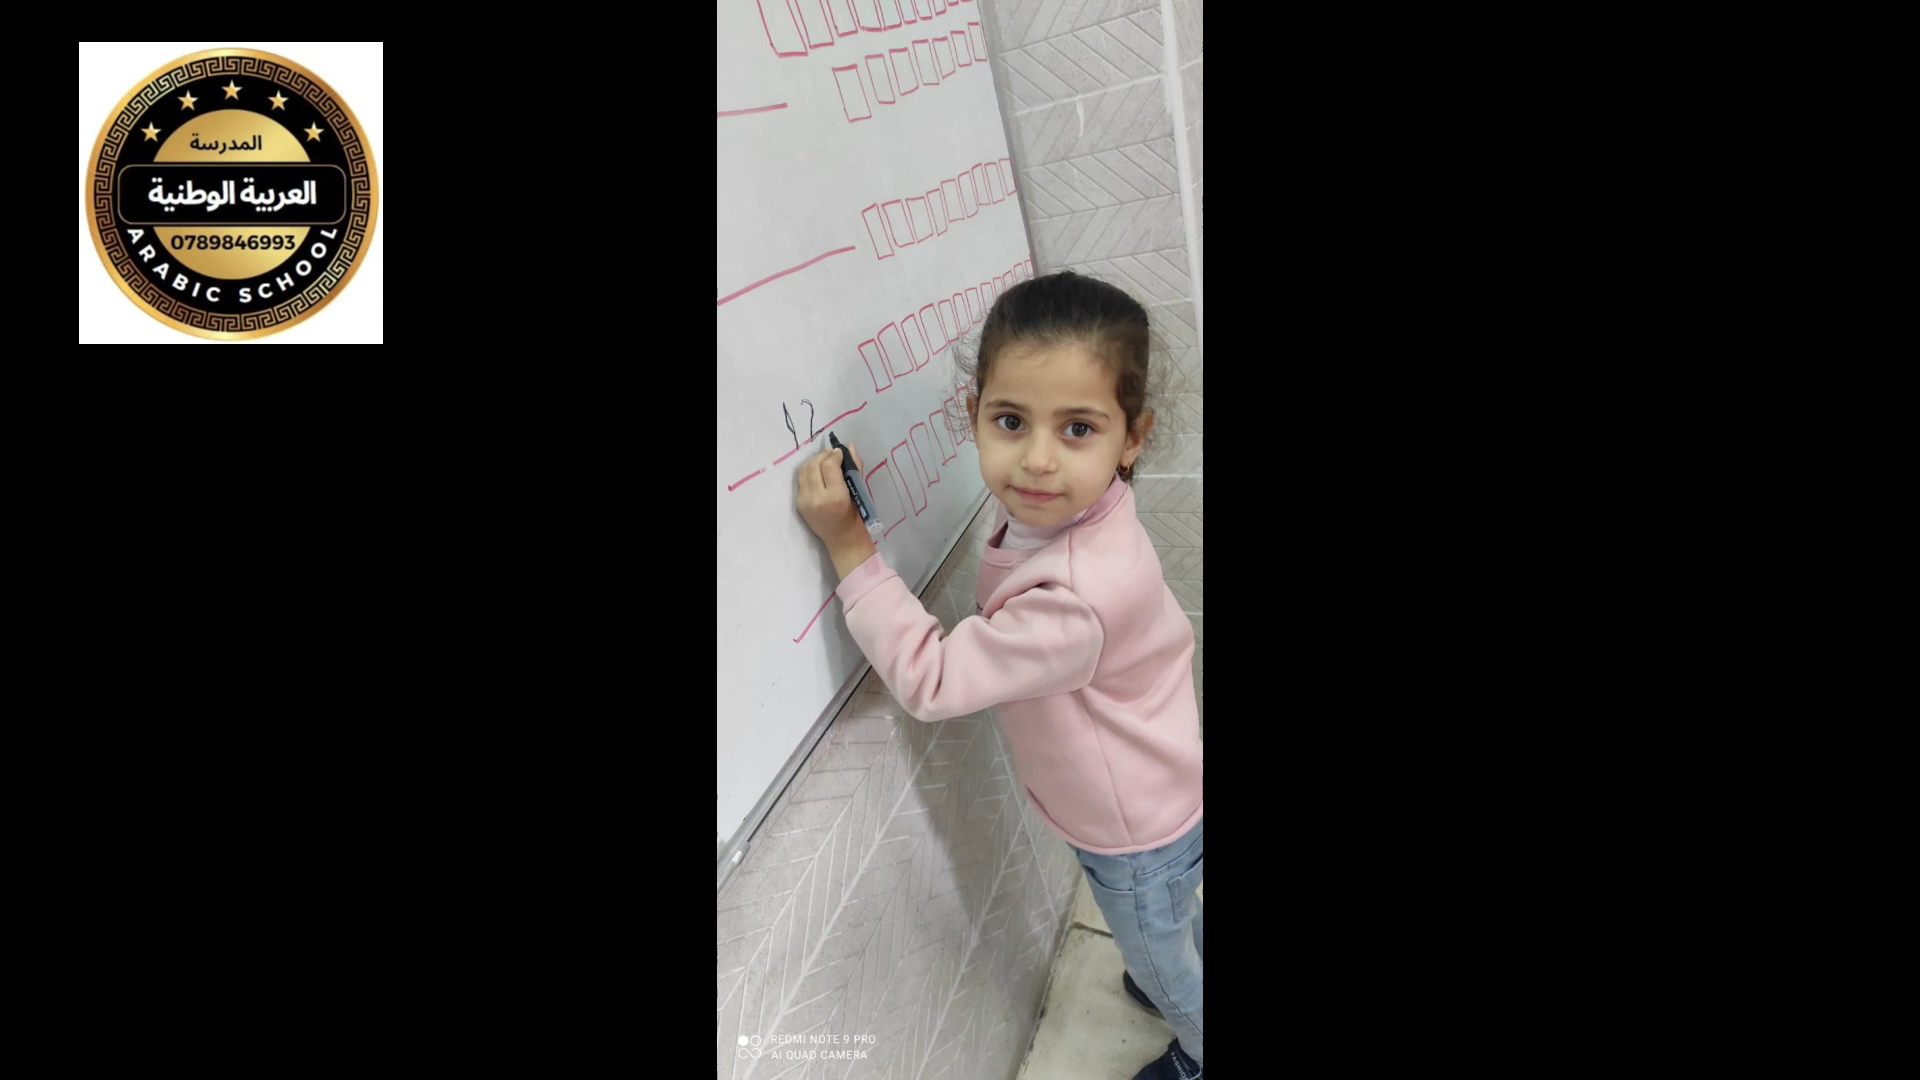 المدرسة
العربية الوطنية
0789846993
ARABIC SCHOOL
12
REDMI NOTE 9 PRO
AI QUAD CAMERA